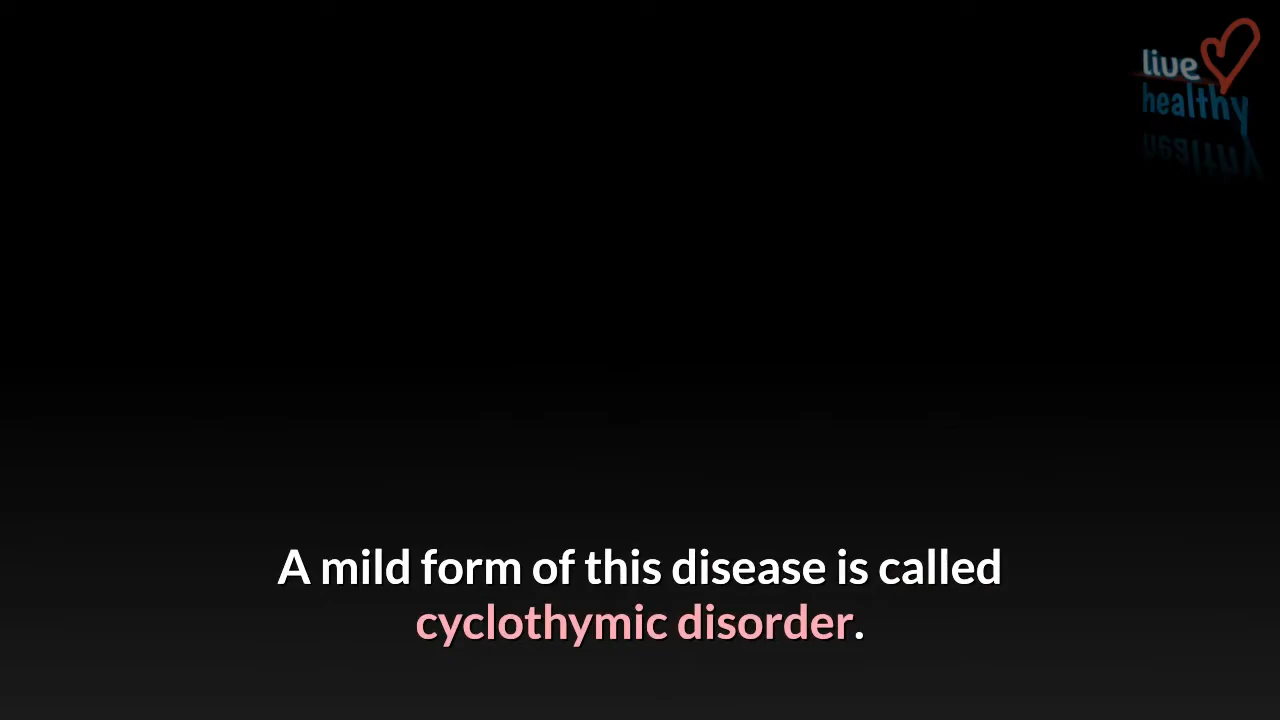 live
healthy
A mild form of this disease is called
cyclothymic disorder.